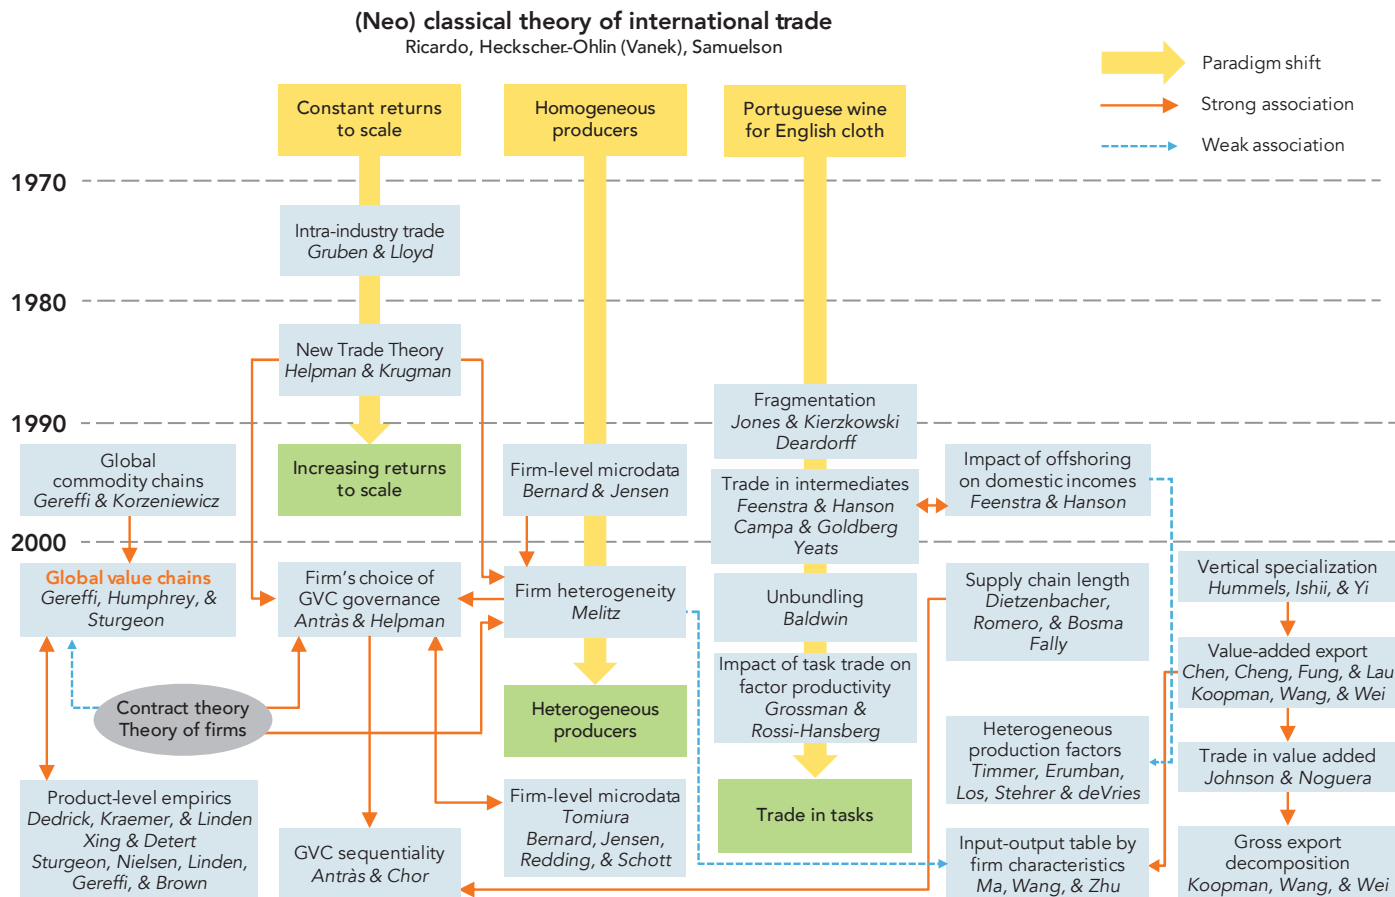 (Neo) classical theory of international trade
Ricardo, Heckscher-Ohlin (Vanek), Samuelson
Paradigm shift
Strong association
Weak association
Constant returns
to scale
Homogeneous
producers
Portuguese wine
for English cloth
1970
Intra-industry trade
Gruben & Lloyd
1980
New Trade Theory
Helpman & Krugman
Fragmentation
Jones & Kierzkowski
Deardorff
1990
Global
commodity chains
Gereffi & Korzeniewicz
Increasing returns
to scale
Firm-level microdata
Bernard & Jensen
Trade in intermediates
Feenstra & Hanson
Campa & Goldberg
Yeats
Impact of offshoring
on domestic incomes
Feenstra & Hanson
2000
Global value chains
Gereffi, Humphrey, &
Sturgeon
Firm's choice of
GVC governance
Antràs & Helpman
Firm heterogeneity
Melitz
Unbundling
Baldwin
Supply chain length
Dietzenbacher,
Romero, & Bosma
Fally
Vertical specialization
Hummels, Ishii, & Yi
Value-added export
Chen, Cheng, Fung, & Lau
Koopman, Wang, & Wei
Contract theory
Theory of firms
Heterogeneous
producers
Impact of task trade on
factor productivity
Grossman &
Rossi-Hansberg
Heterogeneous
production factors
Timmer, Erumban,
Los, Stehrer & deVries
Trade in value added
Johnson & Noguera
Product-level empirics
Dedrick, Kraemer, & Linden
Xing & Detert
Sturgeon, Nielsen, Linden,
Gereffi, & Brown
GVC sequentiality
Antràs & Chor
Firm-level microdata
Tomiura
Bernard, Jensen,
Redding, & Schott
Trade in tasks
Input-output table by
firm characteristics
Ma, Wang, & Zhu
Gross export
decomposition
Koopman, Wang, & Wei